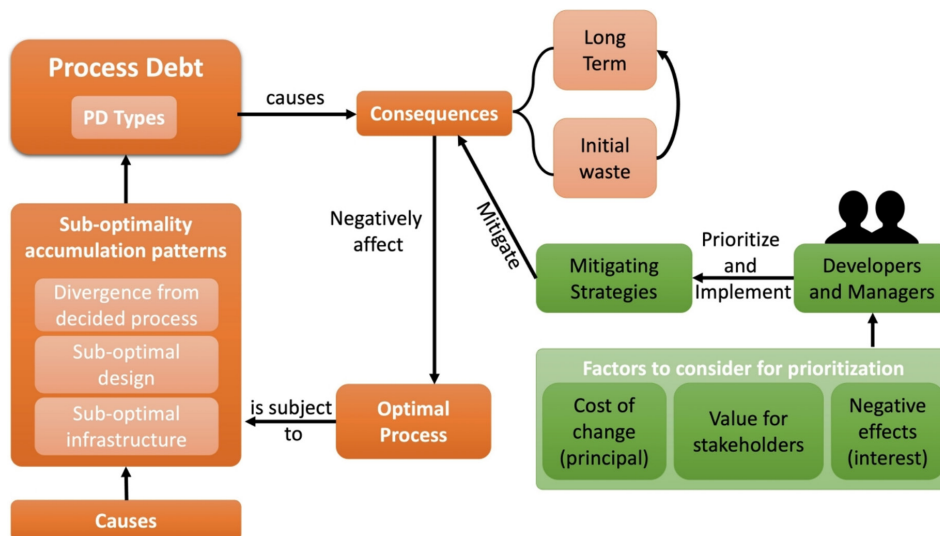 Process Debt
PD Types
causes
Consequences
Long
Term
Initial
waste
Sub-optimality
accumulation patterns
Divergence from
decided process
Sub-optimal
design
Sub-optimal
infrastructure
Causes
Negatively
affect
Mitigate
Mitigating
Strategies
Prioritize
and
Implement
Developers
and Managers
is subject
to
Optimal
Process
Factors to consider for prioritization
Cost of
change
(principal)
Value for
stakeholders
Negative
effects
(interest)